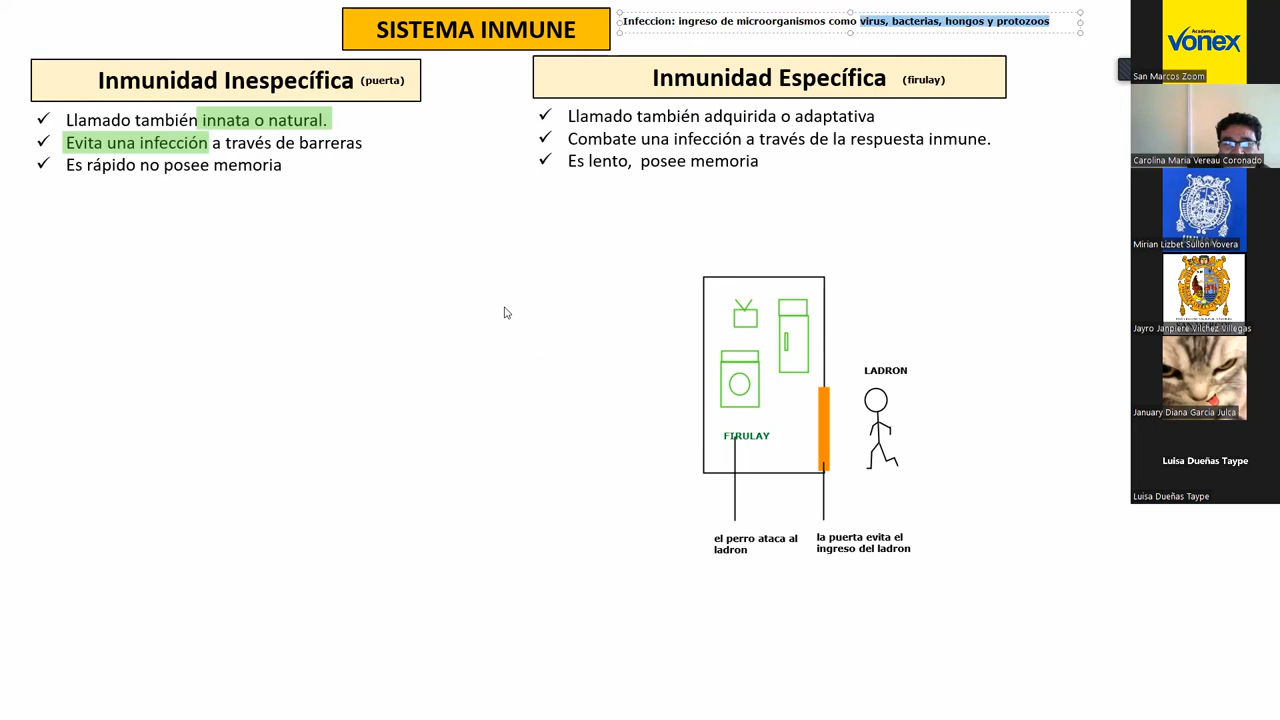 SISTEMA INMUNE
Infeccion: ingreso de microorganismos como virus, bacterias, hongos y protozoos
Inmunidad Inespecífica (puerta)
✓ Llamado también innata o natural.
✓ Evita una infección a través de barreras
✓ Es rápido no posee memoria
Inmunidad Específica (firulay)
✓ Llamado también adquirida o adaptativa
✓ Combate una infección a través de la respuesta inmune.
✓ Es lento, posee memoria
LADRON
FIRULAY
el perro ataca al
ladron
la puerta evita el
ingreso del ladron
Academia
vonex
San Marcos Zoom
Carolina Maria Vereau Coronado
Mirian Lizbet Sullon Yovera
Jayro Janpiere Vilchez Villegas
January Diana Garcia Julca
Luisa Dueñas Taype
Luisa Dueñas Taype